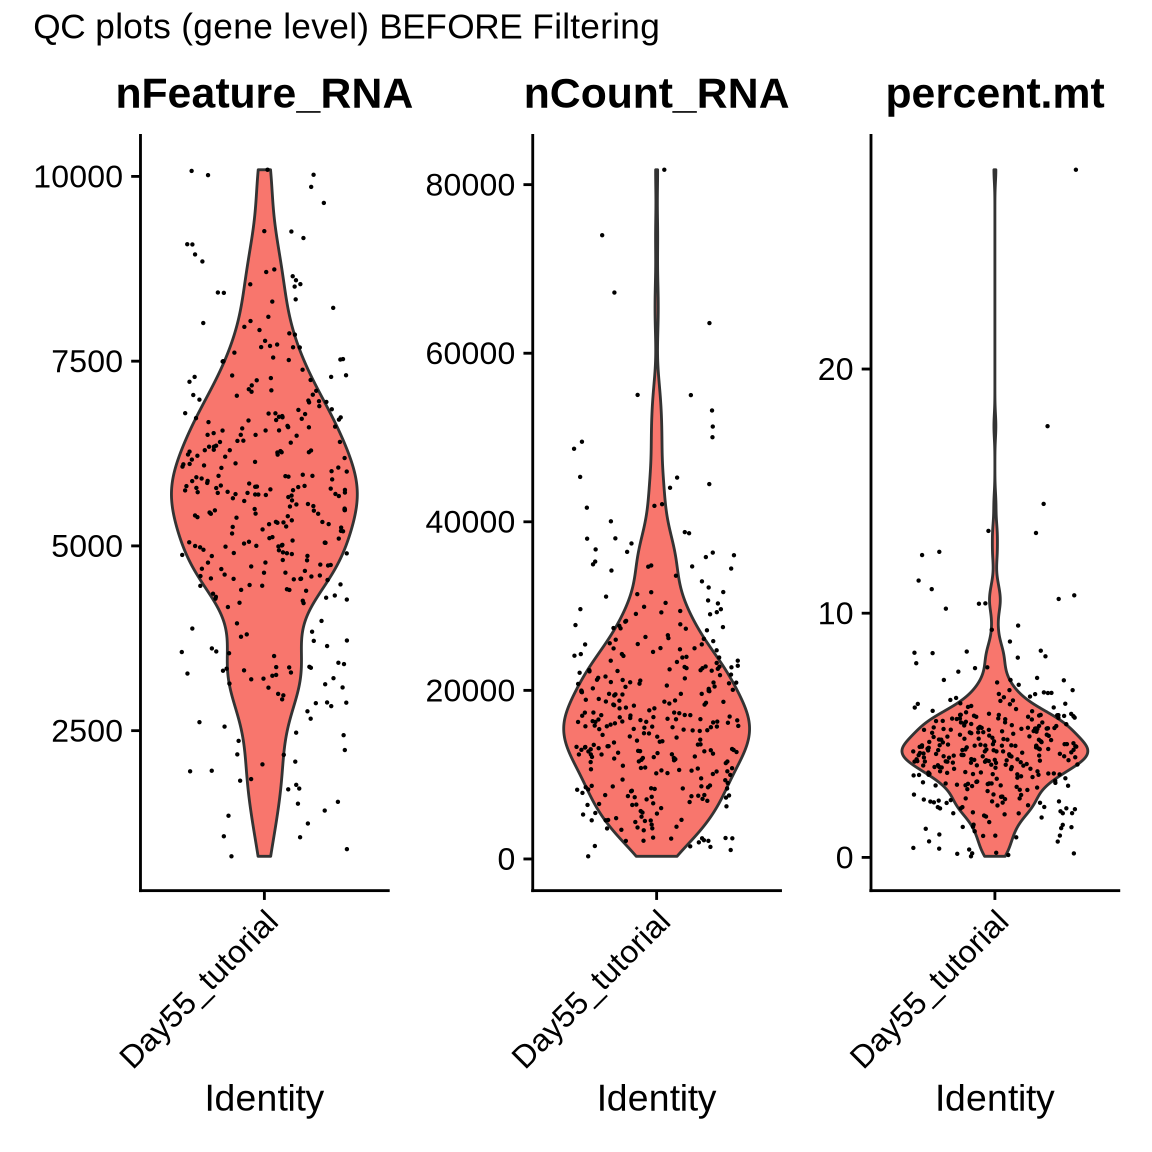 QC plots (gene level) BEFORE Filtering
nFeature_RNA
10000
7500
5000
2500
Day55_tutorial
Identity
nCount_RNA
80000
60000
40000
20000
0
Day55_tutorial
Identity
percent.mt
20
10
0
Day55_tutorial
Identity